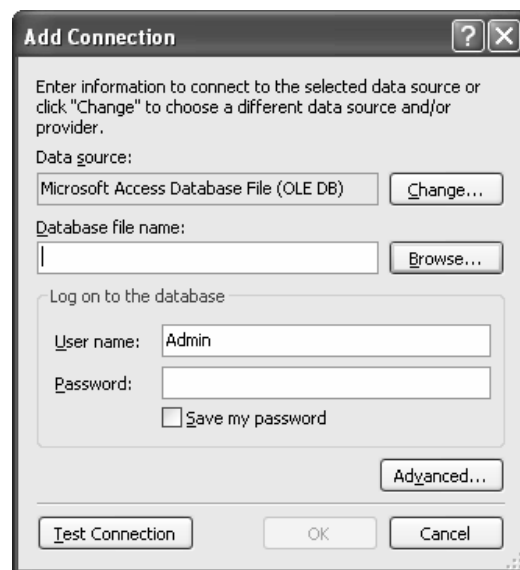 Add Connection
Enter information to connect to the selected data source or
click "Change" to choose a different data source and/or
provider.
Data source:
Microsoft Access Database File (OLE DB)
Change...
Database file name:
Browse...
Log on to the database
User name:
Admin
Password:
Save my password
Advanced...
Test Connection
OK
Cancel